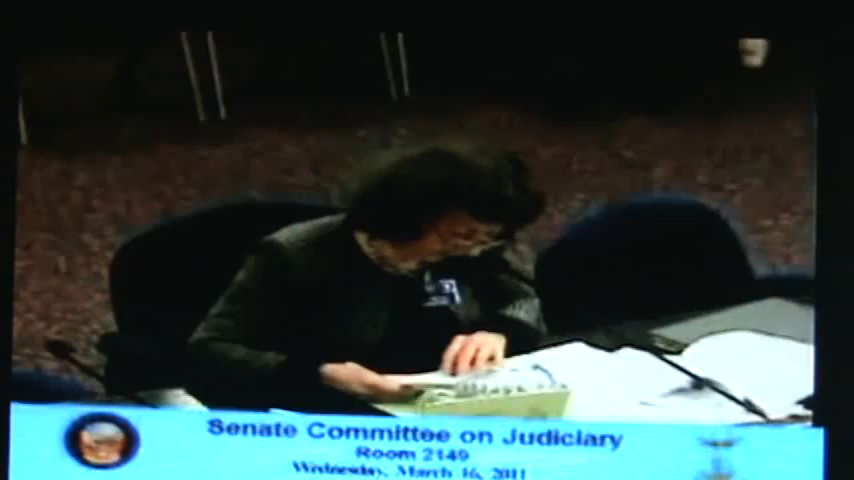 Senate Committee on Judiciary
Room 2149
Wednesday, March 16, 2011